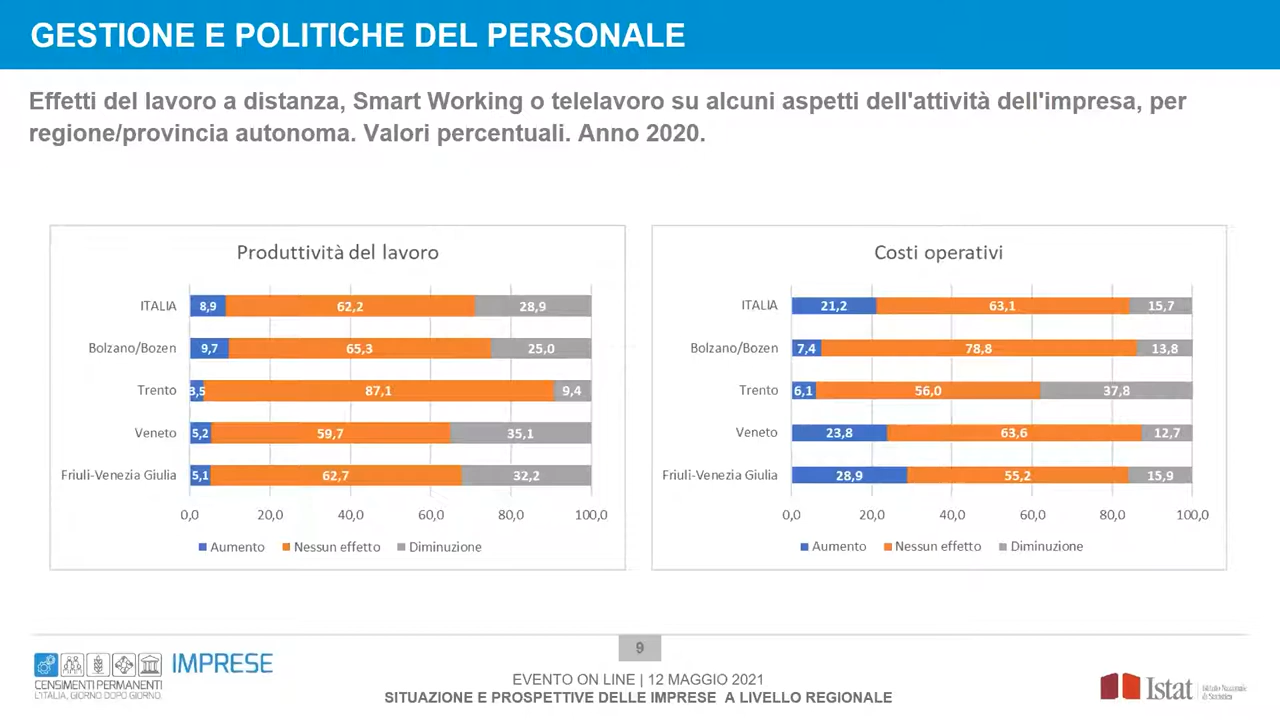 GESTIONE E POLITICHE DEL PERSONALE
Effetti del lavoro a distanza, Smart Working o telelavoro su alcuni aspetti dell'attività dell'impresa, per
regione/provincia autonoma. Valori percentuali. Anno 2020.
Produttività del lavoro
ITALIA 8,9 62,2 28,9
Bolzano/Bozen 9,7 65,3 25,0
Trento 3,5 87,1 9,4
Veneto 5,2 59,7 35,1
Friuli-Venezia Giulia 5,1 62,7 32,2
0,0 20,0 40,0 60,0 80,0 100,0
Aumento Nessun effetto Diminuzione
Costi operativi
ITALIA 21,2 63,1 15,7
Bolzano/Bozen 7,4 78,8 13,8
Trento 6,1 56,0 37,8
Veneto 23,8 63,6 12,7
Friuli-Venezia Giulia 28,9 55,2 15,9
0,0 20,0 40,0 60,0 80,0 100,0
Aumento Nessun effetto Diminuzione
9
IMPRESE
CENSIMENTI PERMANENTI
L'ITALIA, GIORNO DOPO GIORNO.
EVENTO ON LINE | 12 MAGGIO 2021
SITUAZIONE E PROSPETTIVE DELLE IMPRESE A LIVELLO REGIONALE
Istat
Istituto Nazionale
di Statistica